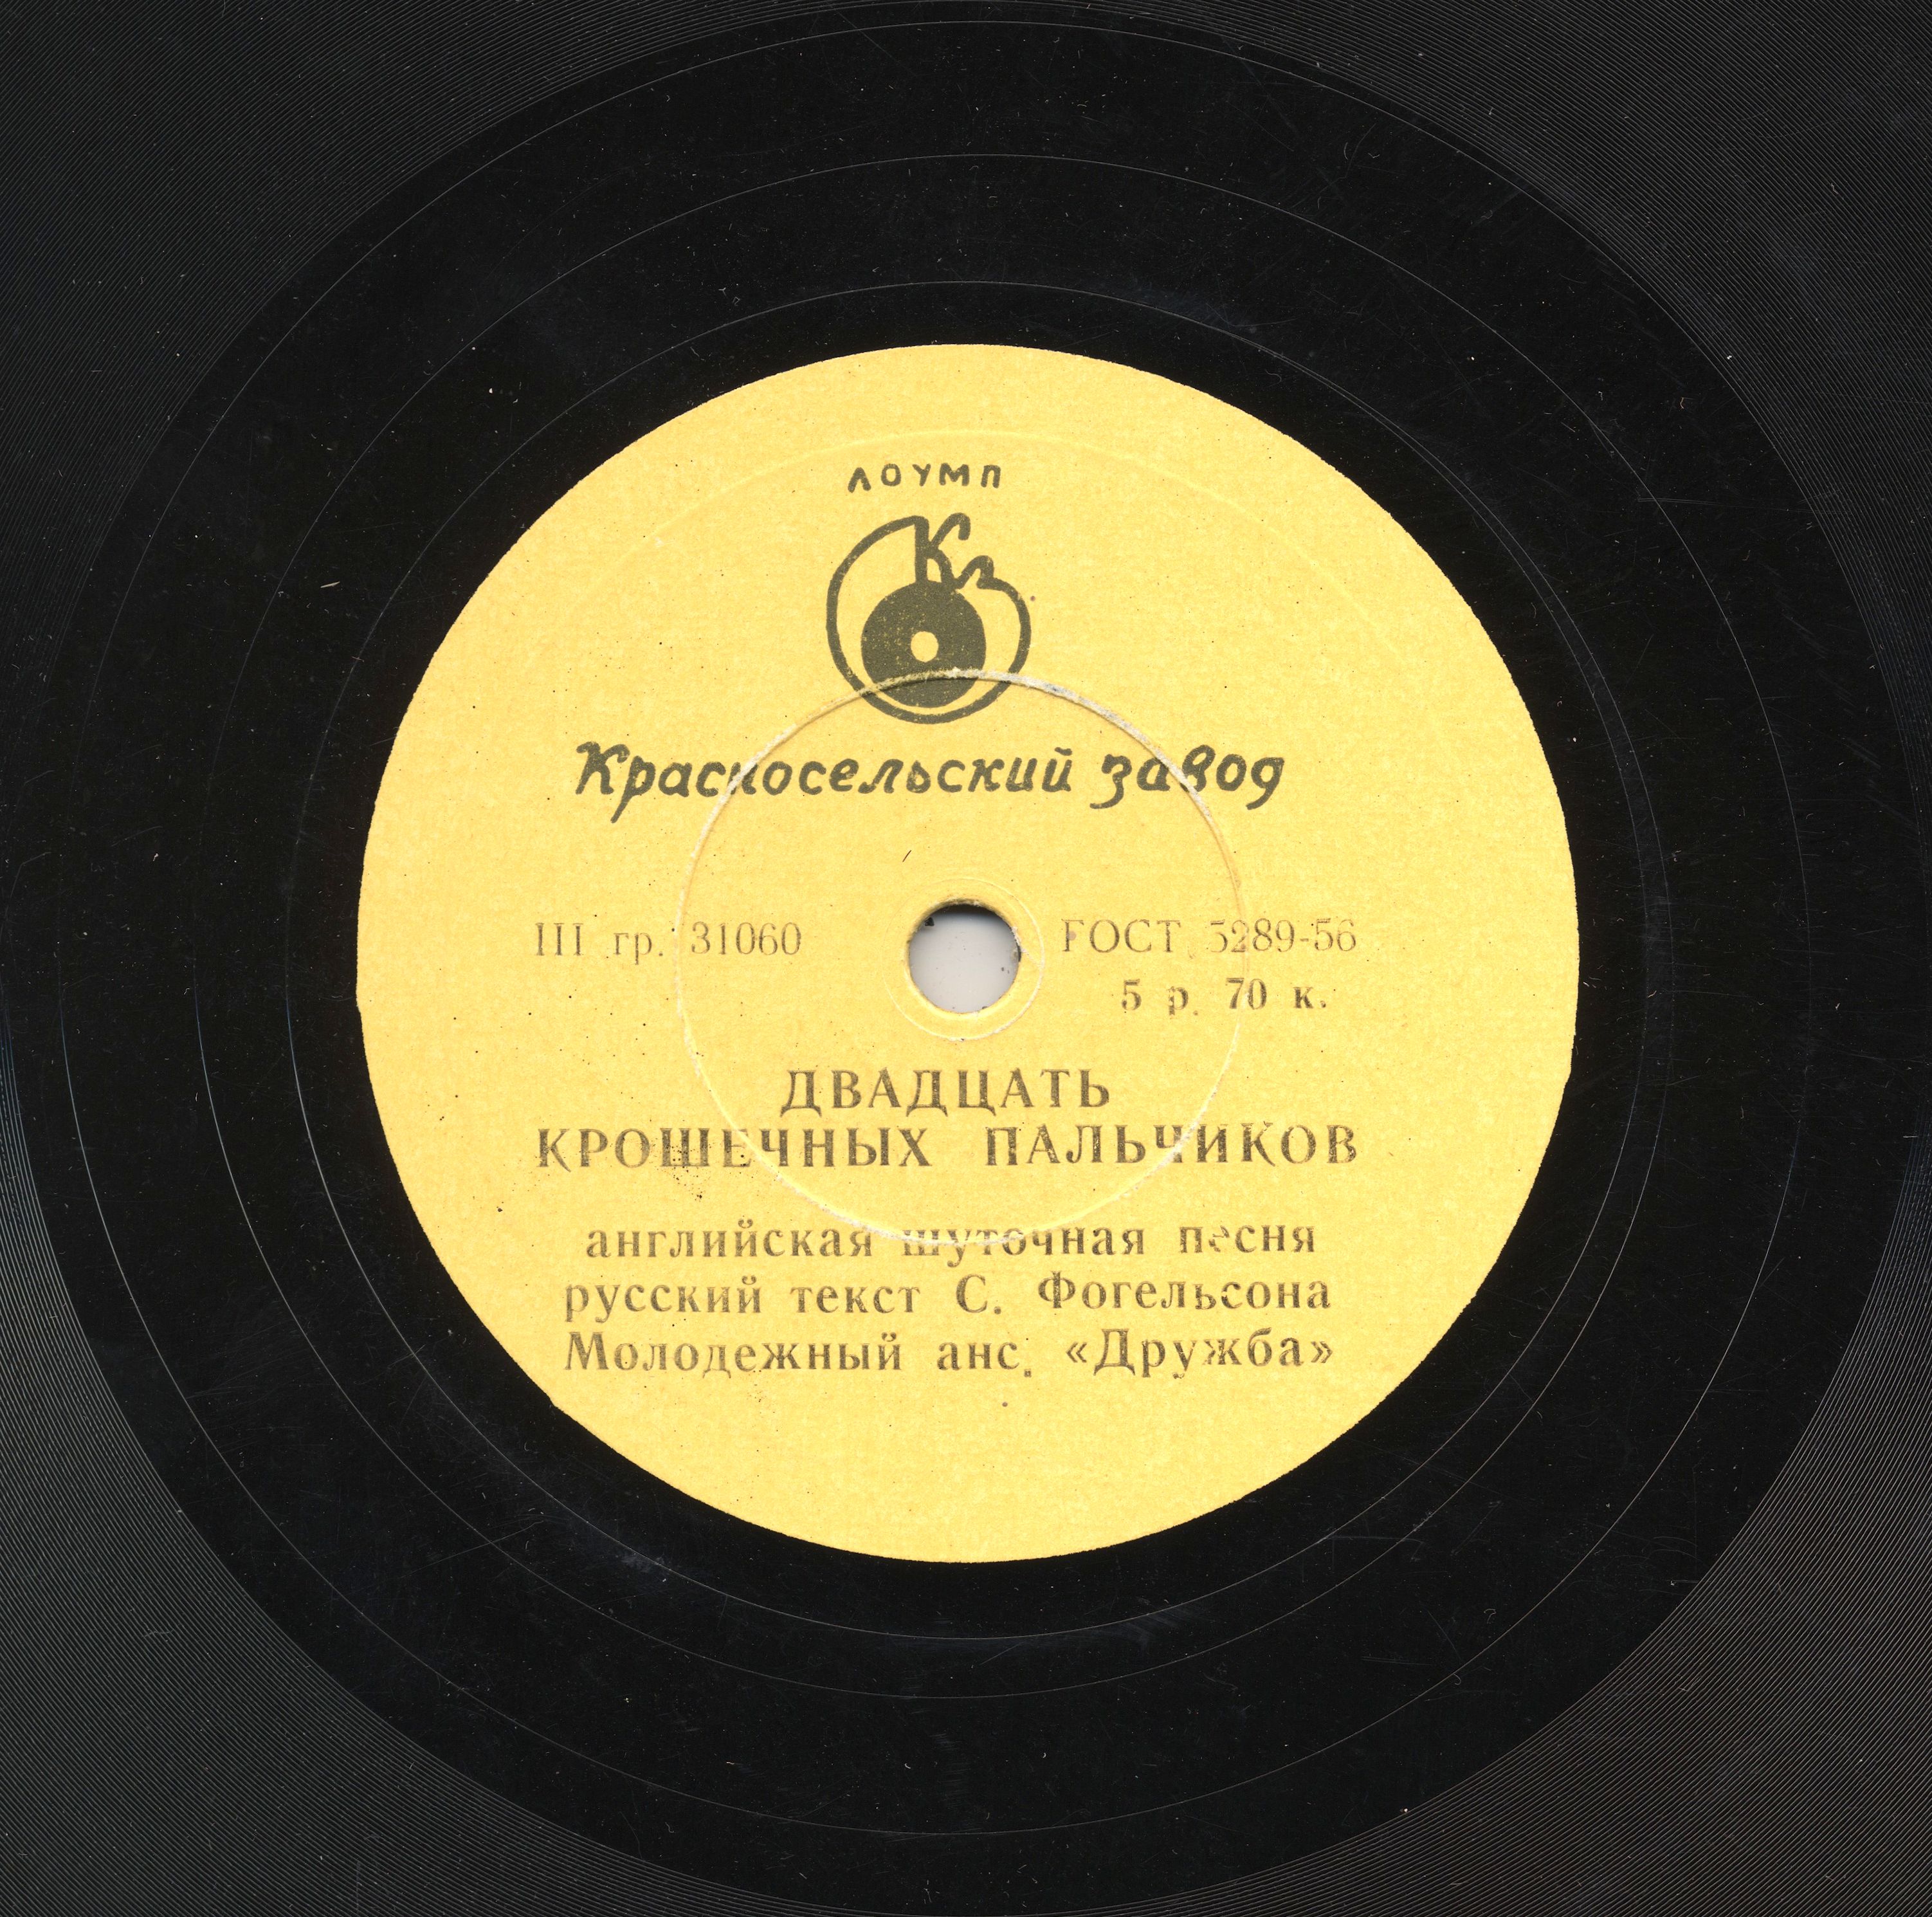 ЛОУМП
Кз
Красносельский завод
III гр. 31060
ГОСТ 5289-56
5 р. 70 к.
ДВАДЦАТЬ
КРОШЕЧНЫХ ПАЛЬЧИКОВ
английская шуточная песня
русский текст С. Фогельсона
Молодежный анс. «Дружба»